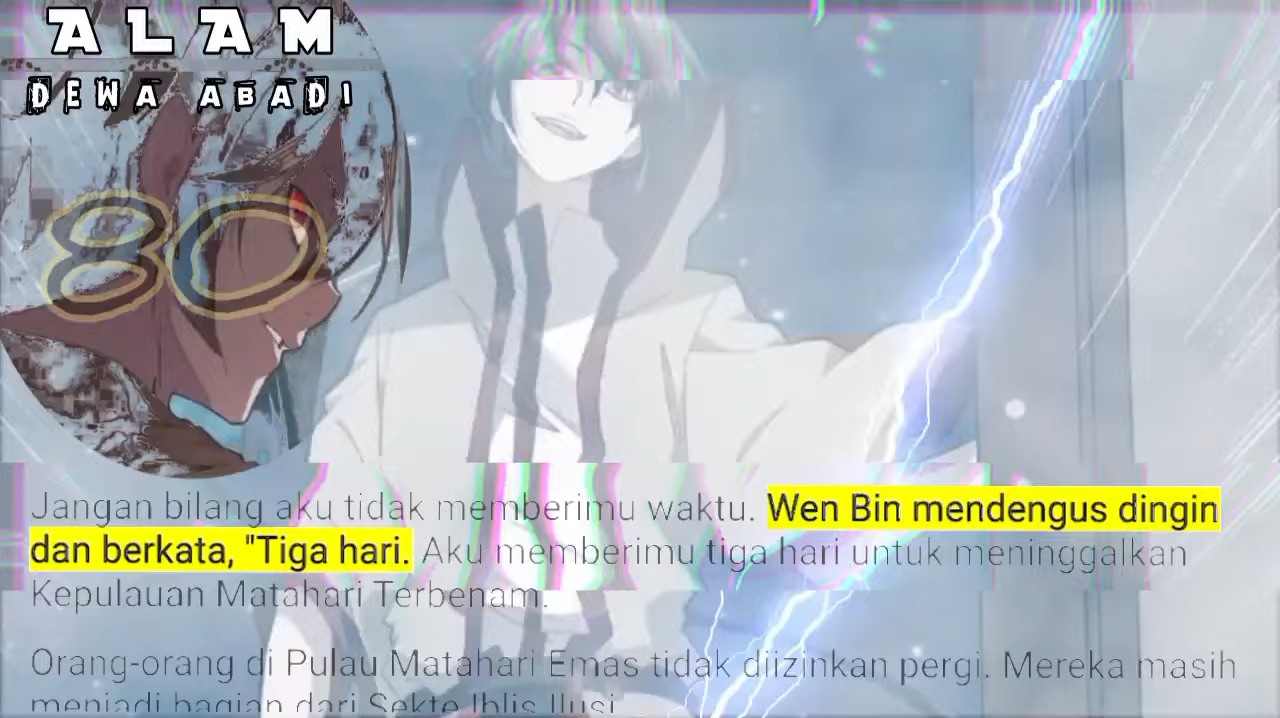 ALAM
DEWA ABADI
80
Jangan bilang aku tidak memberimu waktu. Wen Bin mendengus dingin
dan berkata, "Tiga hari. Aku memberimu tiga hari untuk meninggalkan
Kepulauan Matahari Terbenam.
Orang-orang di Pulau Matahari Emas tidak diizinkan pergi. Mereka masih
menjadi bagian dari Sekte Iblis Ilusi